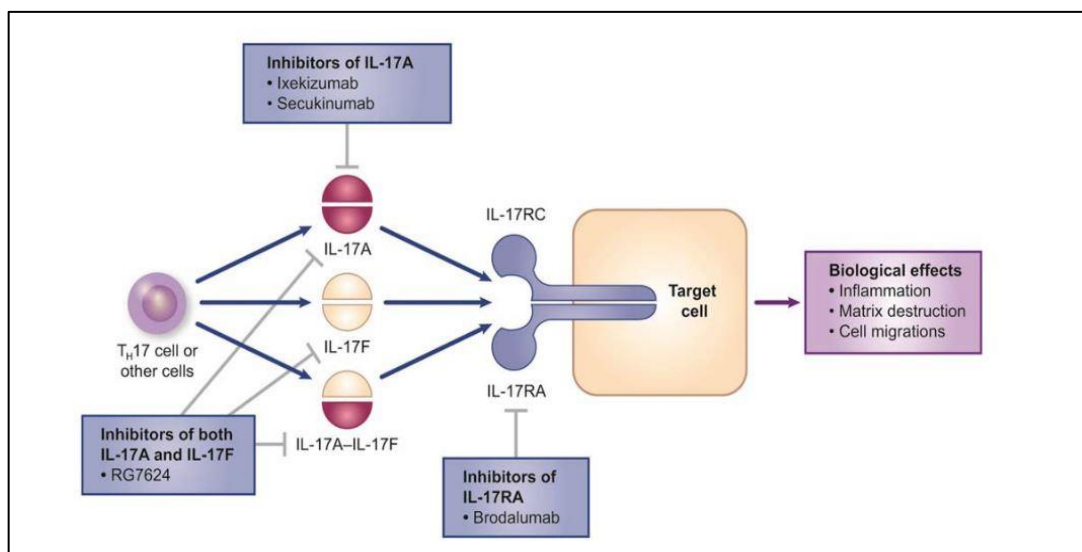 Inhibitors of IL-17A
• Ixekizumab
• Secukinumab
IL-17A
IL-17F
IL-17A–IL-17F
T_H17 cell or
other cells
Inhibitors of both
IL-17A and IL-17F
• RG7624
IL-17RC
IL-17RA
Target
cell
Inhibitors of
IL-17RA
• Brodalumab
Biological effects
• Inflammation
• Matrix destruction
• Cell migrations